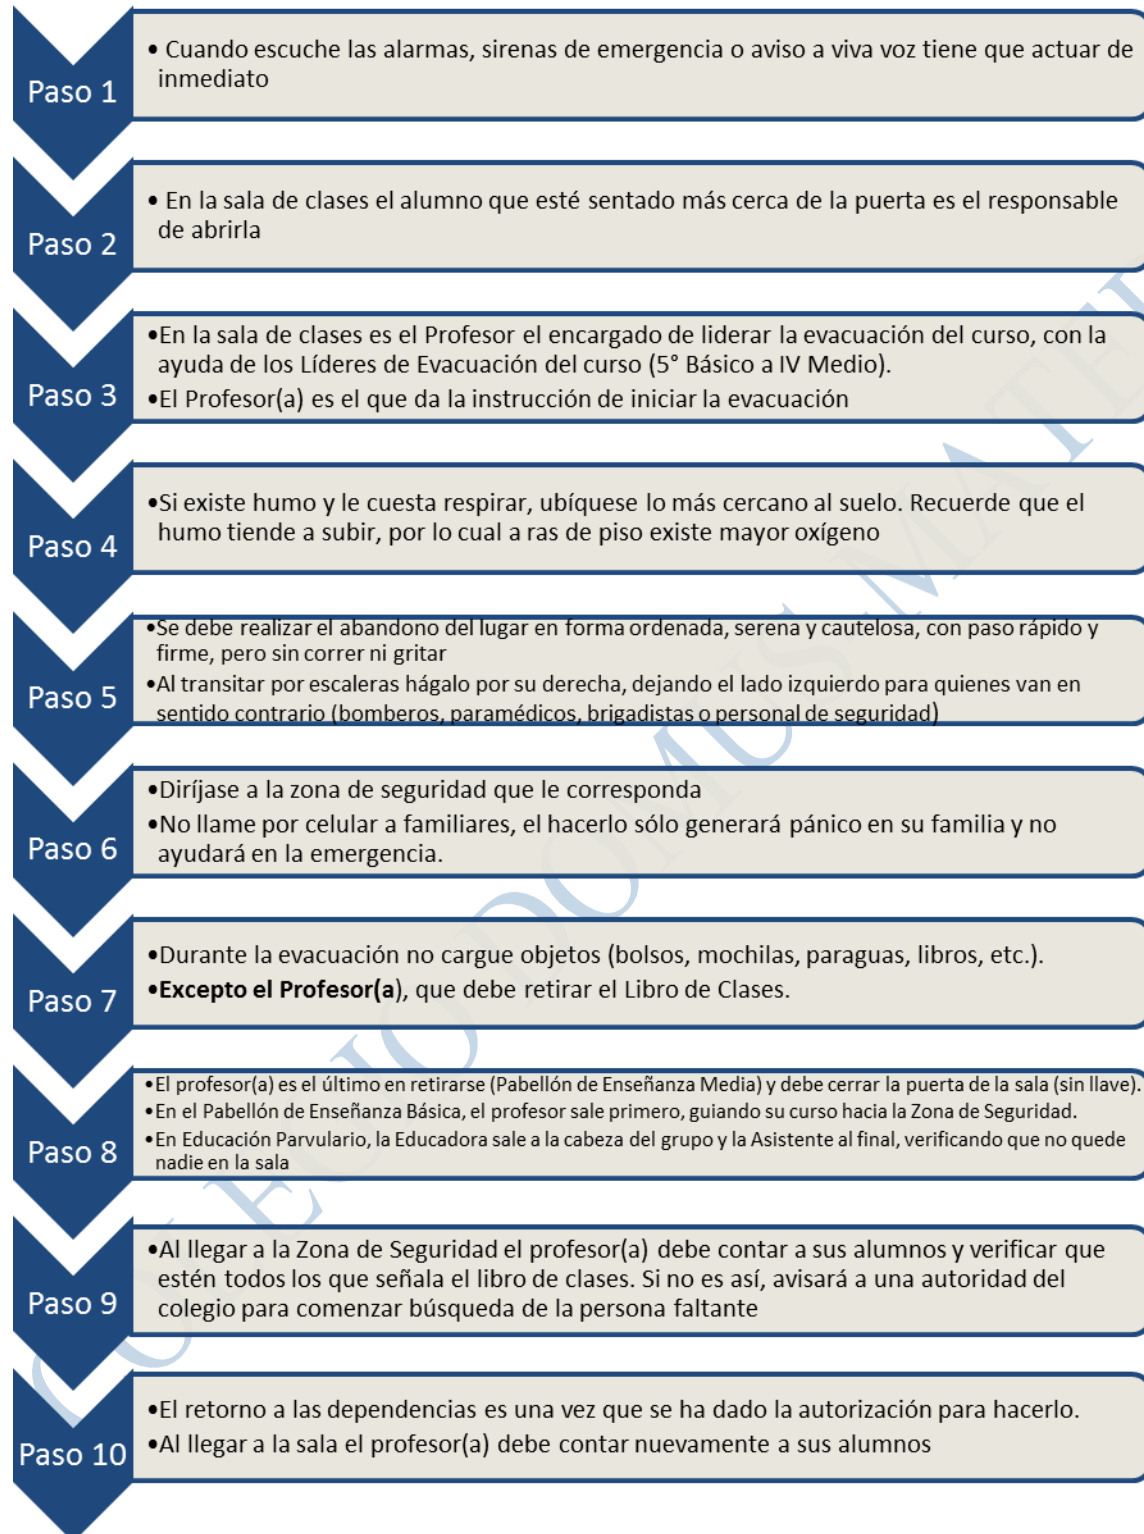 Paso 1
• Cuando escuche las alarmas, sirenas de emergencia o aviso a viva voz tiene que actuar de
inmediato
Paso 2
• En la sala de clases el alumno que esté sentado más cerca de la puerta es el responsable
de abrirla
Paso 3
•En la sala de clases es el Profesor el encargado de liderar la evacuación del curso, con la
ayuda de los Líderes de Evacuación del curso (5° Básico a IV Medio).
•El Profesor(a) es el que da la instrucción de iniciar la evacuación
Paso 4
•Si existe humo y le cuesta respirar, ubíquese lo más cercano al suelo. Recuerde que el
humo tiende a subir, por lo cual a ras de piso existe mayor oxígeno
Paso 5
•Se debe realizar el abandono del lugar en forma ordenada, serena y cautelosa, con paso rápido y
firme, pero sin correr ni gritar
•Al transitar por escaleras hágalo por su derecha, dejando el lado izquierdo para quienes van en
sentido contrario (bomberos, paramédicos, brigadistas o personal de seguridad)
Paso 6
•Diríjase a la zona de seguridad que le corresponda
•No llame por celular a familiares, el hacerlo sólo generará pánico en su familia y no
ayudará en la emergencia.
Paso 7
•Durante la evacuación no cargue objetos (bolsos, mochilas, paraguas, libros, etc.).
•Excepto el Profesor(a), que debe retirar el Libro de Clases.
Paso 8
•El profesor(a) es el último en retirarse (Pabellón de Enseñanza Media) y debe cerrar la puerta de la sala (sin llave).
•En el Pabellón de Enseñanza Básica, el profesor sale primero, guiando su curso hacia la Zona de Seguridad.
•En Educación Parvulario, la Educadora sale a la cabeza del grupo y la Asistente al final, verificando que no quede
nadie en la sala
Paso 9
•Al llegar a la Zona de Seguridad el profesor(a) debe contar a sus alumnos y verificar que
estén todos los que señala el libro de clases. Si no es así, avisará a una autoridad del
colegio para comenzar búsqueda de la persona faltante
Paso 10
•El retorno a las dependencias es una vez que se ha dado la autorización para hacerlo.
•Al llegar a la sala el profesor(a) debe contar nuevamente a sus alumnos
COLEGIO DOMUS-MATER